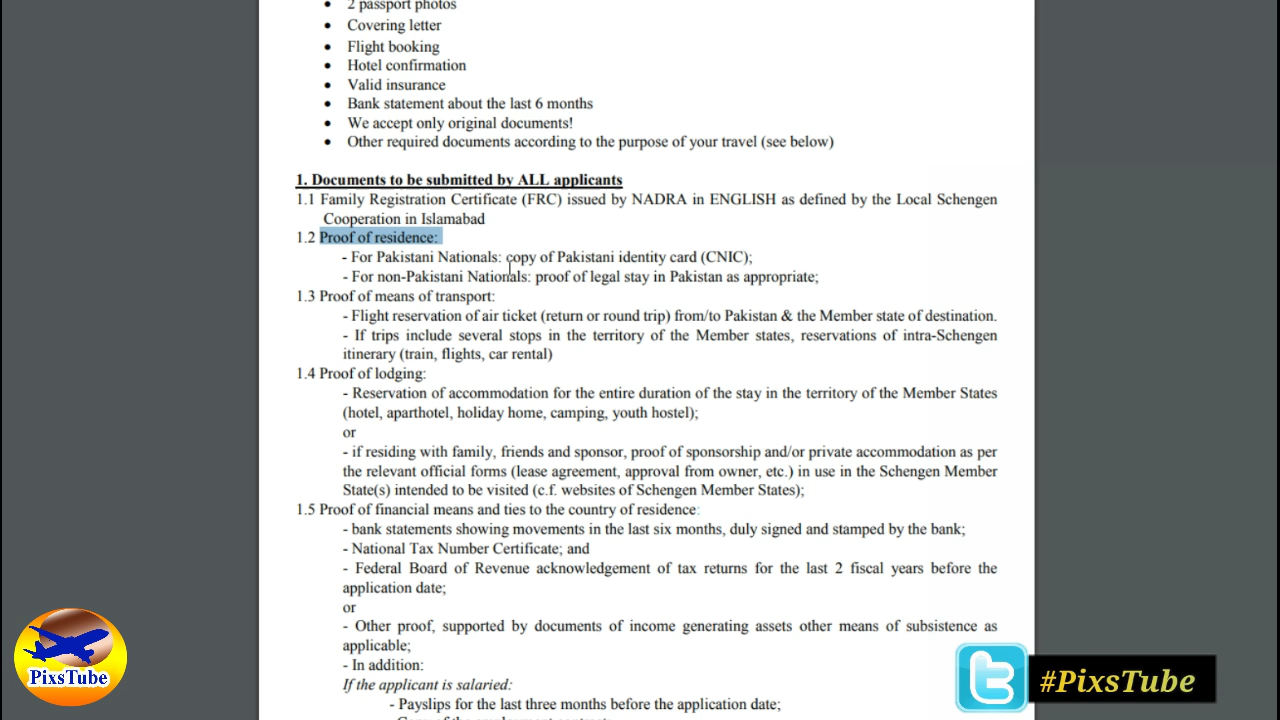 • 2 passport photos
• Covering letter
• Flight booking
• Hotel confirmation
• Valid insurance
• Bank statement about the last 6 months
• We accept only original documents!
• Other required documents according to the purpose of your travel (see below)
1. Documents to be submitted by ALL applicants
1.1 Family Registration Certificate (FRC) issued by NADRA in ENGLISH as defined by the Local Schengen
Cooperation in Islamabad
1.2 Proof of residence:
- For Pakistani Nationals: copy of Pakistani identity card (CNIC);
- For non-Pakistani Nationals: proof of legal stay in Pakistan as appropriate;
1.3 Proof of means of transport:
- Flight reservation of air ticket (return or round trip) from/to Pakistan & the Member state of destination.
- If trips include several stops in the territory of the Member states, reservations of intra-Schengen
itinerary (train, flights, car rental)
1.4 Proof of lodging:
- Reservation of accommodation for the entire duration of the stay in the territory of the Member States
(hotel, aparthotel, holiday home, camping, youth hostel);
or
- if residing with family, friends and sponsor, proof of sponsorship and/or private accommodation as per
the relevant official forms (lease agreement, approval from owner, etc.) in use in the Schengen Member
State(s) intended to be visited (c.f. websites of Schengen Member States);
1.5 Proof of financial means and ties to the country of residence:
- bank statements showing movements in the last six months, duly signed and stamped by the bank;
- National Tax Number Certificate; and
- Federal Board of Revenue acknowledgement of tax returns for the last 2 fiscal years before the
application date;
or
- Other proof, supported by documents of income generating assets other means of subsistence as
applicable;
- In addition:
If the applicant is salaried:
- Payslips for the last three months before the application date;
PixsTube
#PixsTube